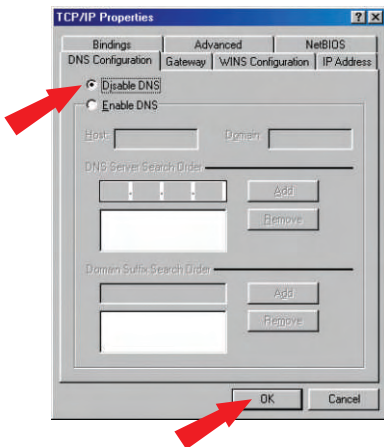 TCP/IP Properties
Bindings Advanced NetBIOS
DNS Configuration Gateway WINS Configuration IP Address
Disable DNS
Enable DNS
Host: Domain:
DNS Server Search Order
Add
Remove
Domain Suffix Search Order
Add
Remove
OK Cancel